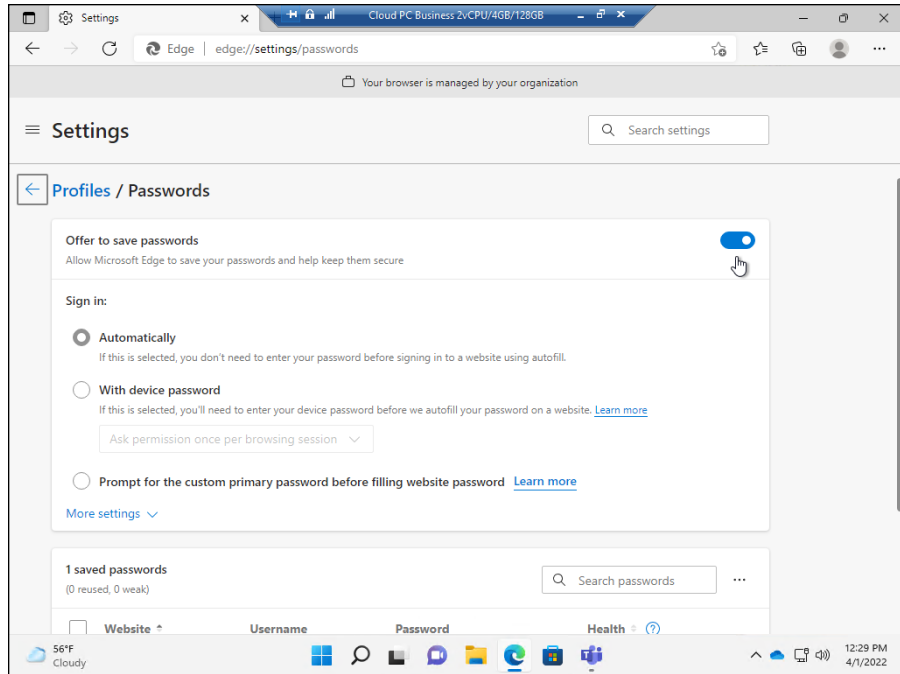 Settings
Cloud PC Business 2vCPU/4GB/128GB
Edge
edge://settings/passwords
Your browser is managed by your organization
Settings
Search settings
Profiles / Passwords
Offer to save passwords
Allow Microsoft Edge to save your passwords and help keep them secure
Sign in:
Automatically
If this is selected, you don't need to enter your password before signing in to a website using autofill.
With device password
If this is selected, you'll need to enter your device password before we autofill your password on a website. Learn more
Ask permission once per browsing session
Prompt for the custom primary password before filling website password Learn more
More settings
1 saved passwords
(0 reused, 0 weak)
Search passwords
Website Username Password Health
56°F
Cloudy
12:29 PM
4/1/2022